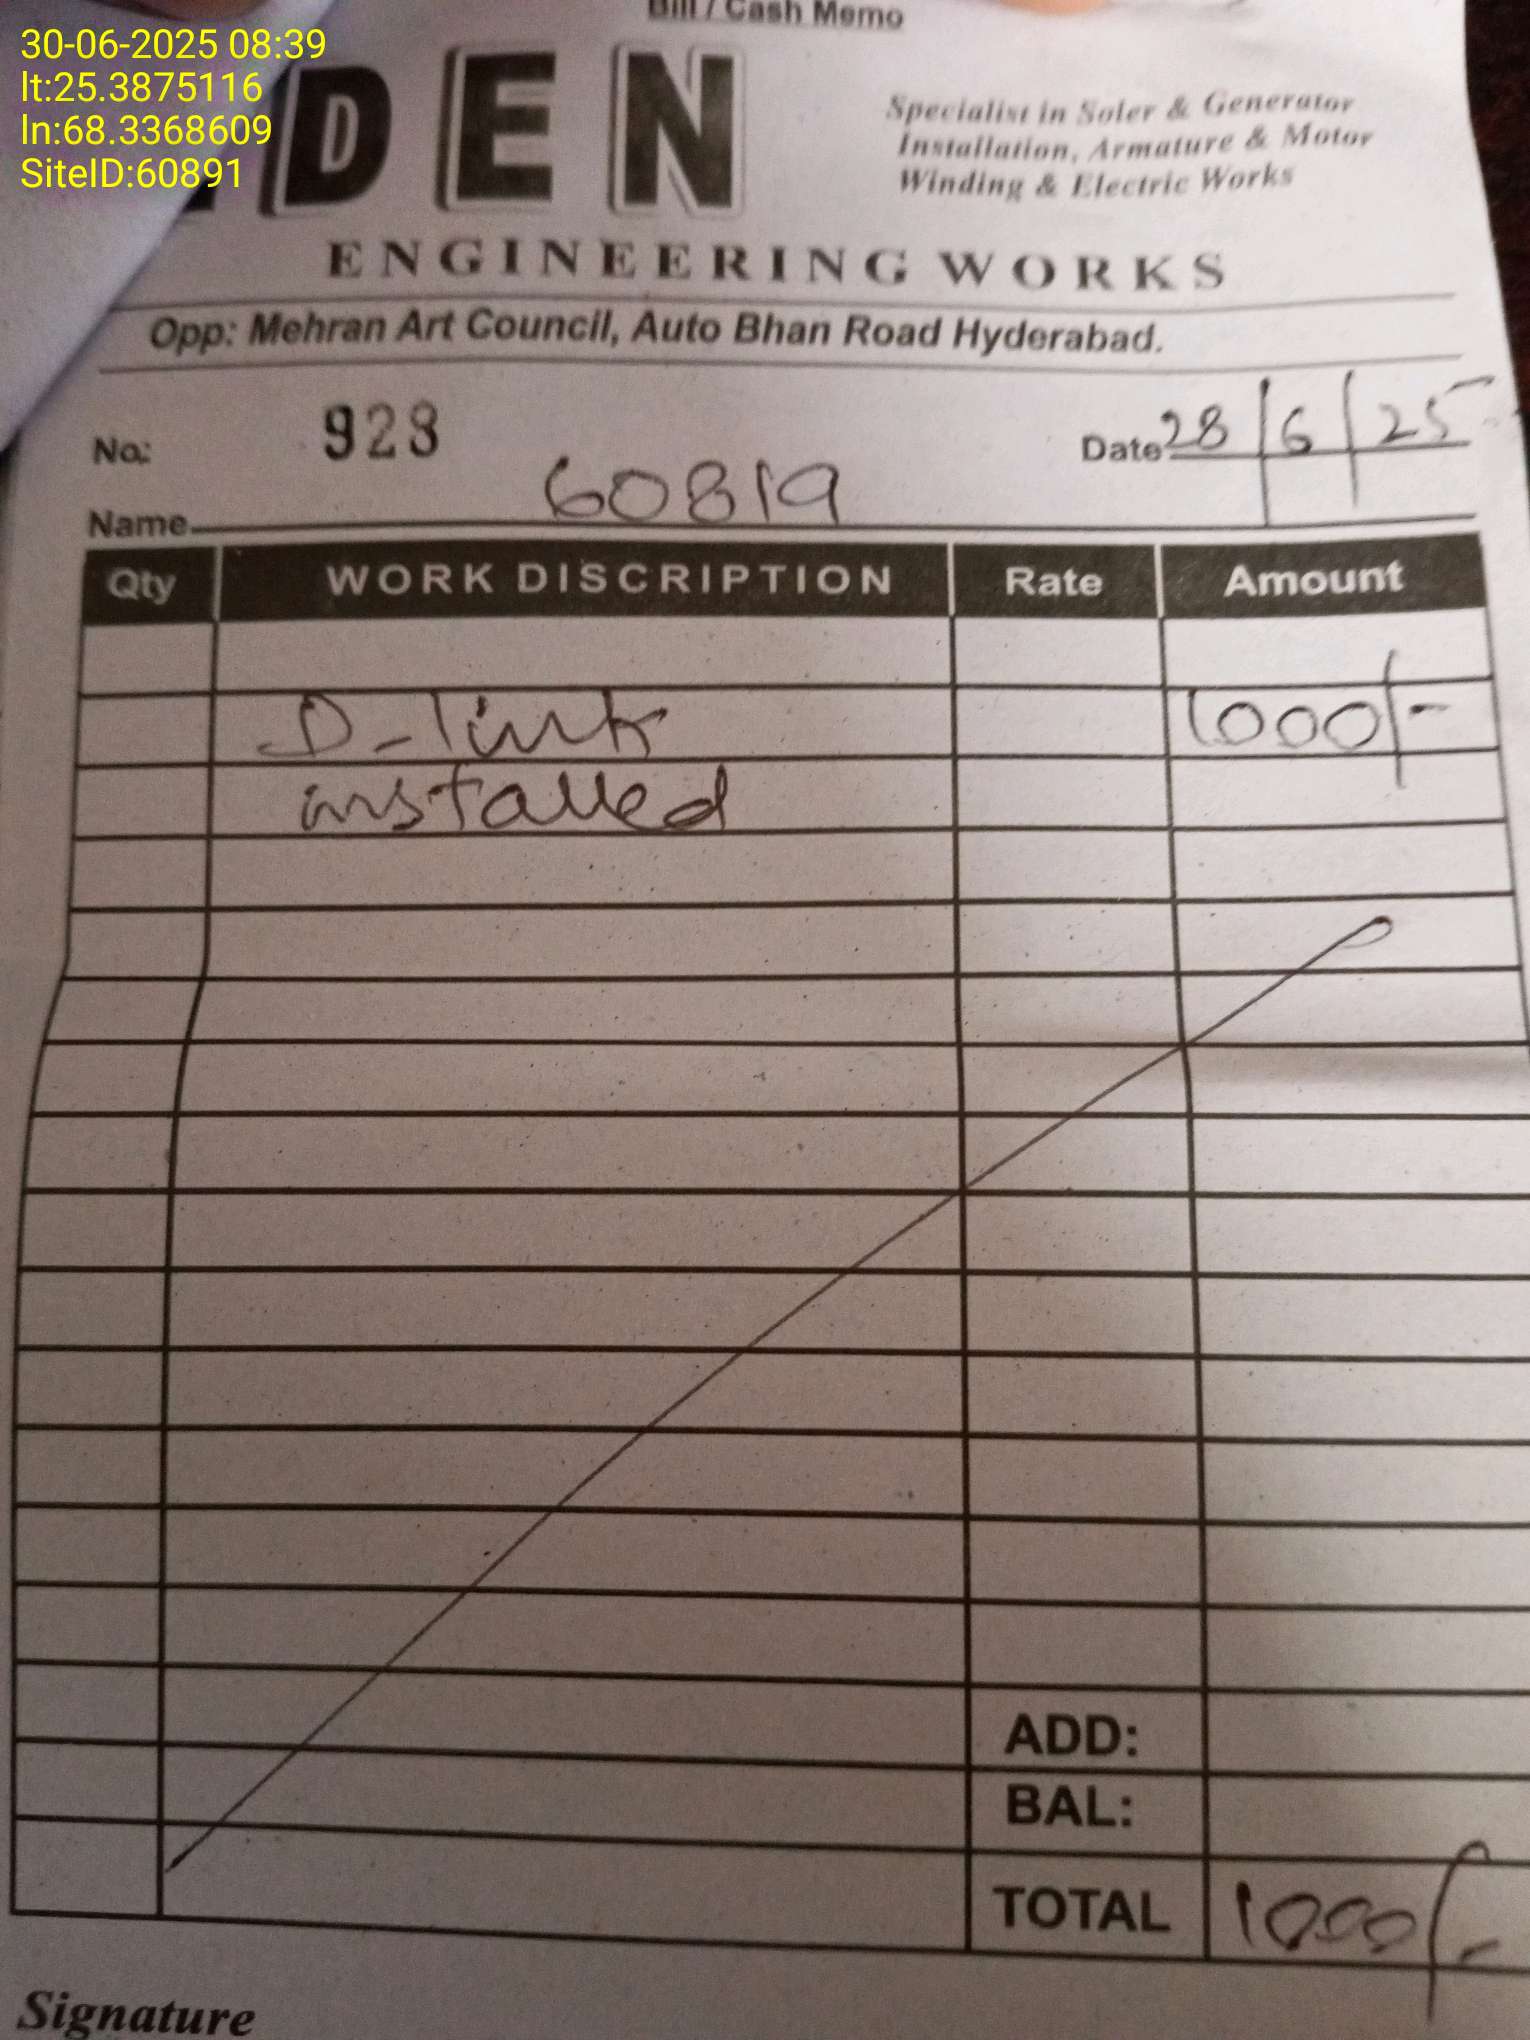 Bill / Cash Memo
30-06-2025 08:39
lt:25.3875116
ln:68.3368609
SiteID:60891
DEN
Specialist in Soler & Generator
Installation, Armature & Motor
Winding & Electric Works
ENGINEERING WORKS
Opp: Mehran Art Council, Auto Bhan Road Hyderabad.
No: 923 Date 28/6/25
Name 60819
Qty WORK DISCRIPTION Rate Amount
D-link 1000/-
installed
ADD:
BAL:
TOTAL 1000/-
Signature